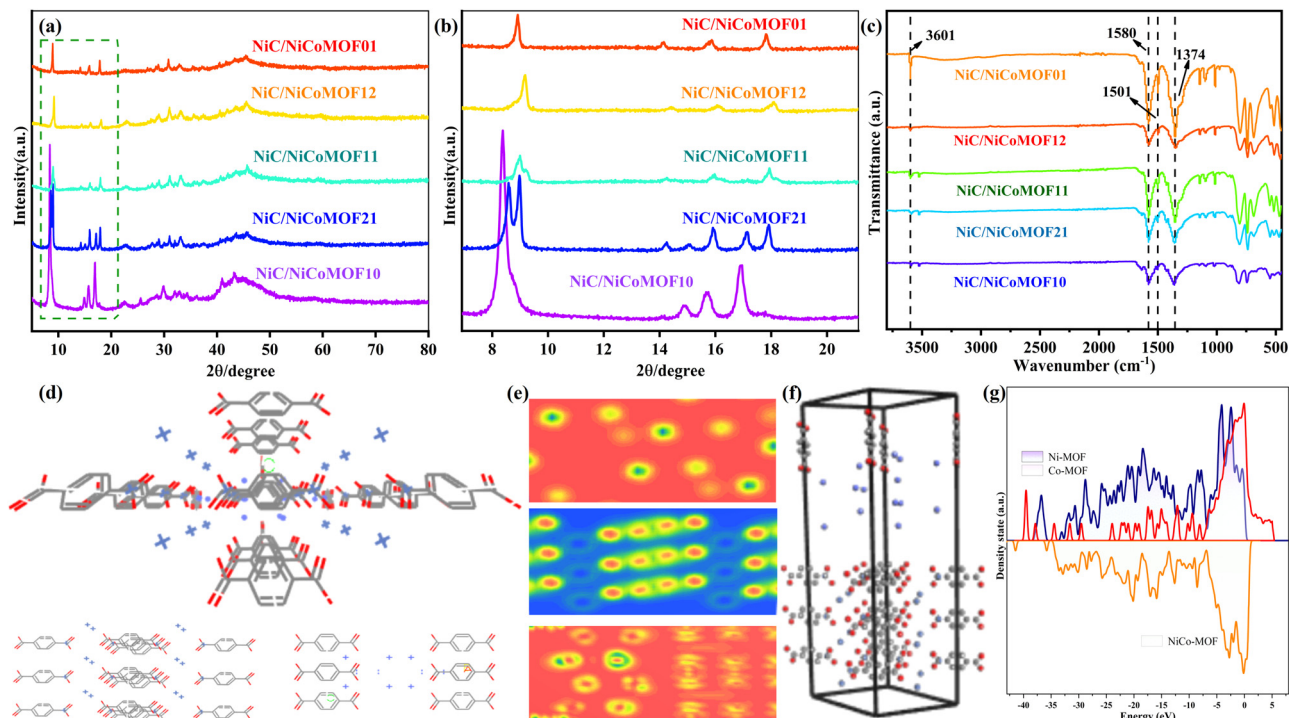 (a)
NiC/NiCoMOF01
NiC/NiCoMOF12
NiC/NiCoMOF11
NiC/NiCoMOF21
NiC/NiCoMOF10
Intensity(a.u.)
10 20 30 40 50 60 70 80
2θ/degree
(b)
NiC/NiCoMOF01
NiC/NiCoMOF12
NiC/NiCoMOF11
NiC/NiCoMOF21
NiC/NiCoMOF10
Intensity(a.u.)
8 10 12 14 16 18 20
2θ/degree
(c)
3601
1580
1374
1501
NiC/NiCoMOF01
NiC/NiCoMOF12
NiC/NiCoMOF11
NiC/NiCoMOF21
NiC/NiCoMOF10
Transmittance (a.u.)
3500 3000 2500 2000 1500 1000 500
Wavenumber (cm⁻¹)
(d)
(e)
(f)
(g)
Ni-MOF
Co-MOF
NiCo-MOF
Density state (a.u.)
-40 -35 -30 -25 -20 -15 -10 -5 0 5
Energy (eV)